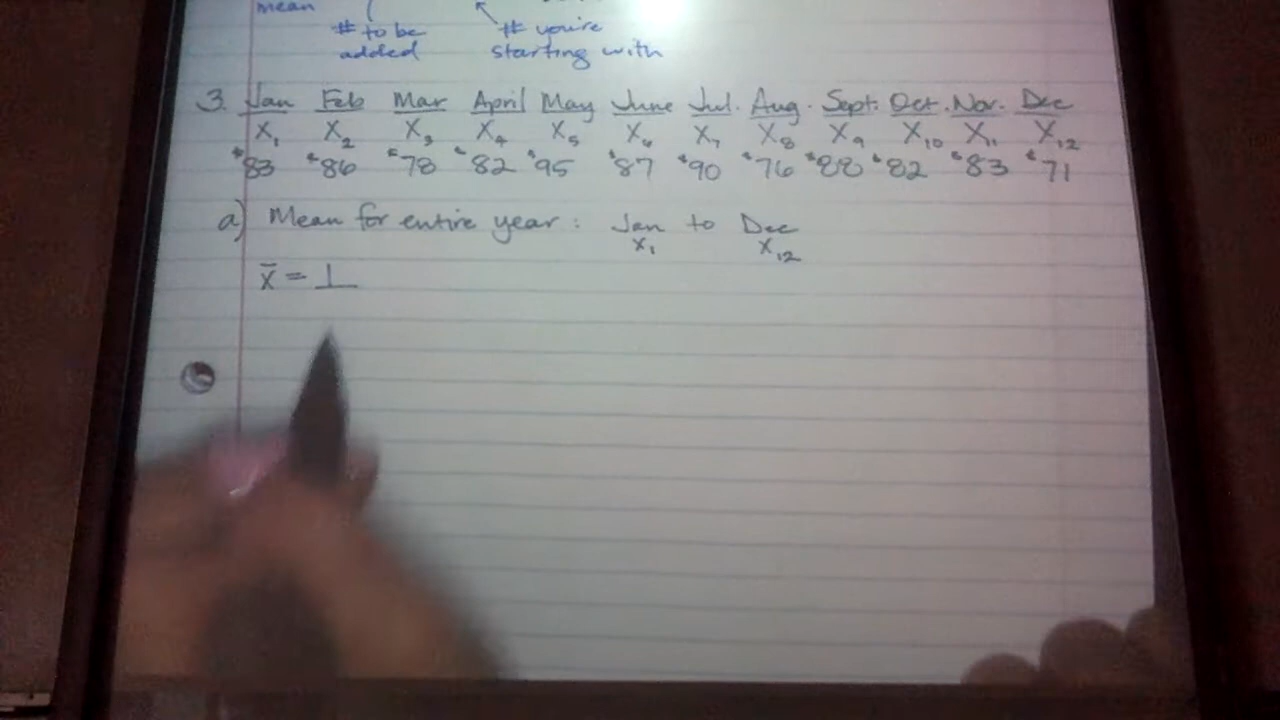 mean
# to be # you're
added starting with
3. Jan Feb Mar April May June Jul. Aug. Sept. Oct. Nov. Dec
X₁ X₂ X₃ X₄ X₅ X₆ X₇ X₈ X₉ X₁₀ X₁₁ X₁₂
$83 $86 $78 $82 $95 $87 $90 $76 $88 $82 $83 $71
a) Mean for entire year: Jan to Dec
X₁ X₁₂
x̄ = 1